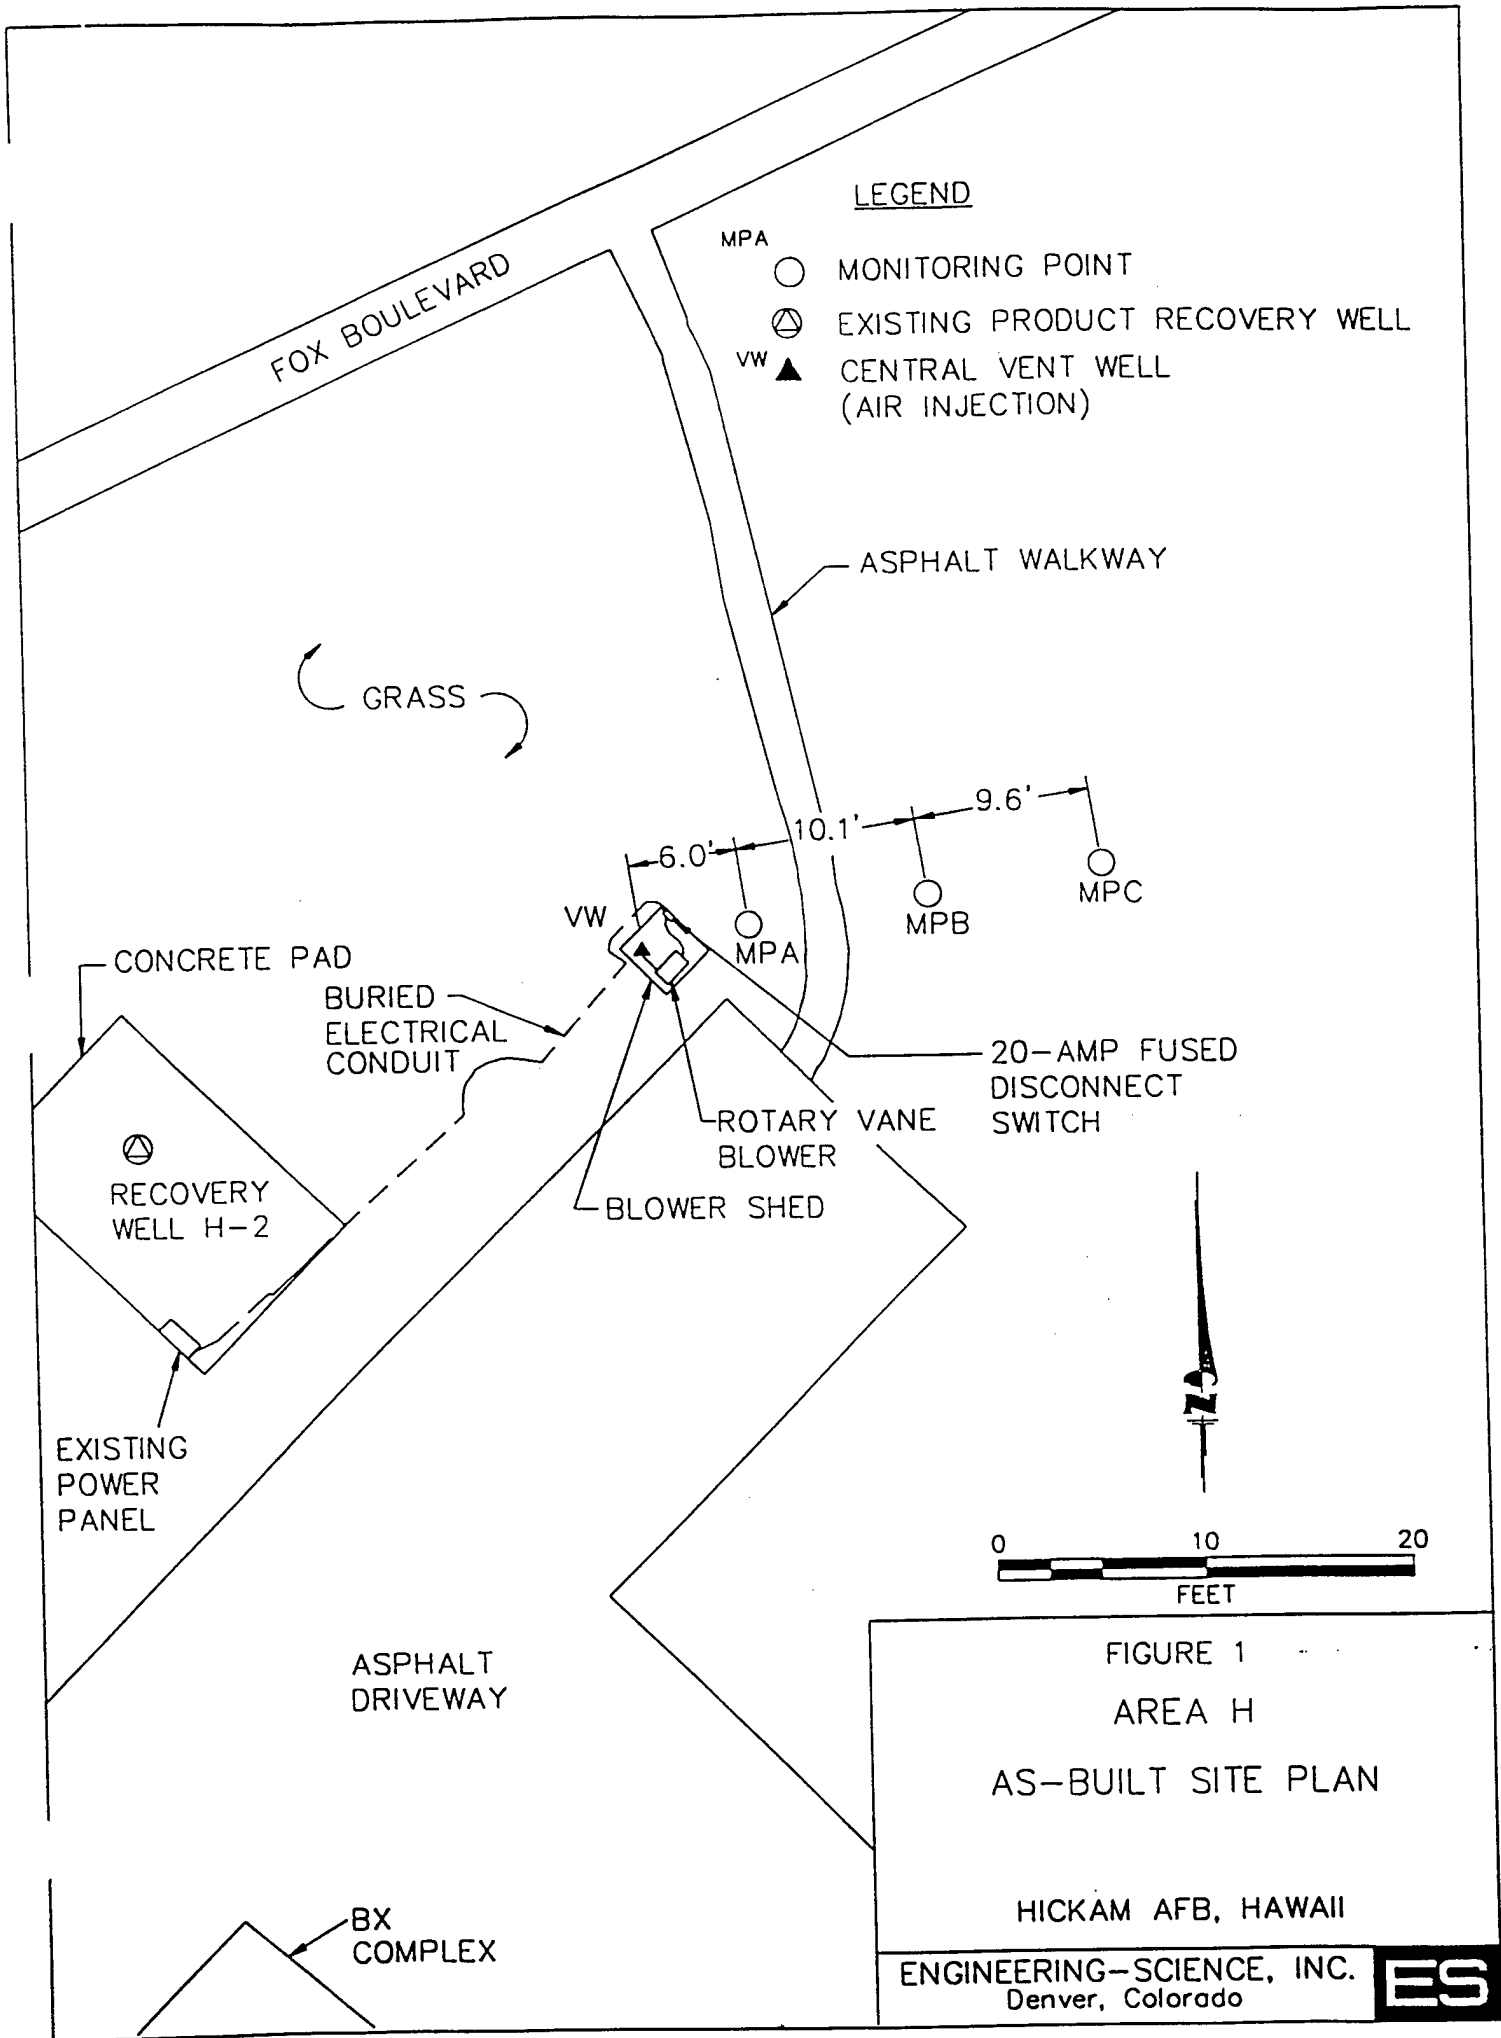 LEGEND
MPA
MONITORING POINT
EXISTING PRODUCT RECOVERY WELL
VW
CENTRAL VENT WELL
(AIR INJECTION)
FOX BOULEVARD
ASPHALT WALKWAY
GRASS
6.0'
10.1'
9.6'
VW
MPA
MPB
MPC
CONCRETE PAD
BURIED
ELECTRICAL
CONDUIT
20-AMP FUSED
DISCONNECT
SWITCH
ROTARY VANE
BLOWER
BLOWER SHED
RECOVERY
WELL H-2
EXISTING
POWER
PANEL
N
0 10 20
FEET
ASPHALT
DRIVEWAY
BX
COMPLEX
FIGURE 1
AREA H
AS-BUILT SITE PLAN
HICKAM AFB, HAWAII
ENGINEERING-SCIENCE, INC.
Denver, Colorado
ES